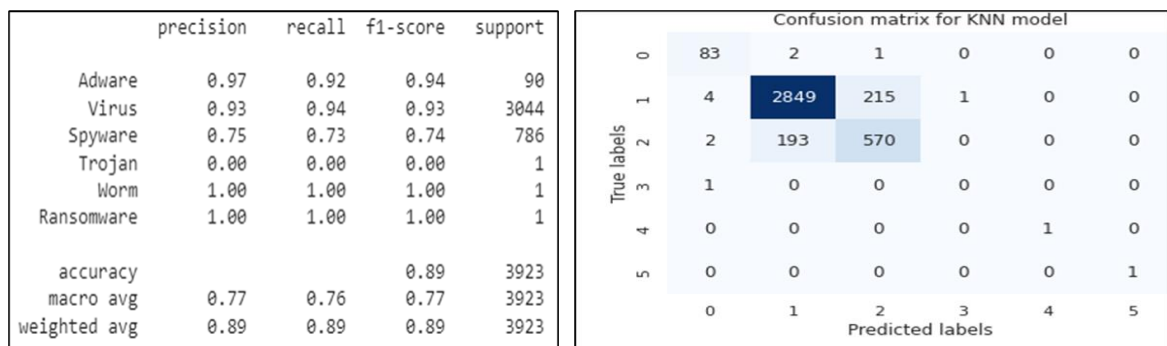 precision recall f1-score support
Adware 0.97 0.92 0.94 90
Virus 0.93 0.94 0.93 3044
Spyware 0.75 0.73 0.74 786
Trojan 0.00 0.00 0.00 1
Worm 1.00 1.00 1.00 1
Ransomware 1.00 1.00 1.00 1
accuracy 0.89 3923
macro avg 0.77 0.76 0.77 3923
weighted avg 0.89 0.89 0.89 3923
Confusion matrix for KNN model
True labels
0 83 2 1 0 0 0
1 4 2849 215 1 0 0
2 2 193 570 0 0 0
3 1 0 0 0 0 0
4 0 0 0 0 1 0
5 0 0 0 0 0 1
0 1 2 3 4 5
Predicted labels